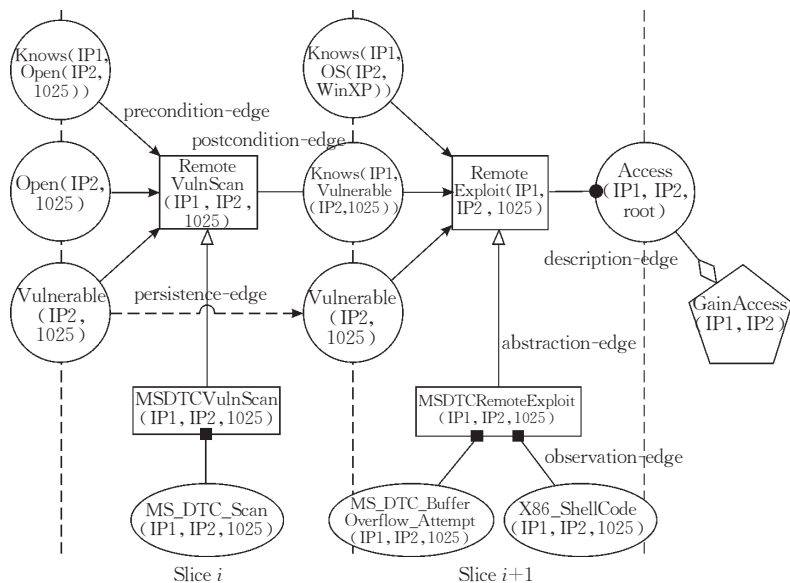 Knows(IP1,
Open(IP2,
1025))
Knows(IP1,
OS(IP2,
WinXP))
precondition-edge
postcondition-edge
Open(IP2,
1025)
Remote
VulnScan
(IP1, IP2,
1025)
Knows(IP1,
Vulnerable
(IP2,1025))
Remote
Exploit(IP1,
IP2, 1025)
Access
(IP1, IP2,
root)
description-edge
Vulnerable
(IP2,
1025)
persistence-edge
Vulnerable
(IP2,
1025)
GainAccess
(IP1, IP2)
abstraction-edge
MSDTCVulnScan
(IP1, IP2, 1025)
MSDTCRemoteExploit
(IP1, IP2, 1025)
observation-edge
MS_DTC_Scan
(IP1, IP2, 1025)
MS_DTC_Buffer
Overflow_Attempt
(IP1, IP2, 1025)
X86_ShellCode
(IP1, IP2, 1025)
Slice i
Slice i+1